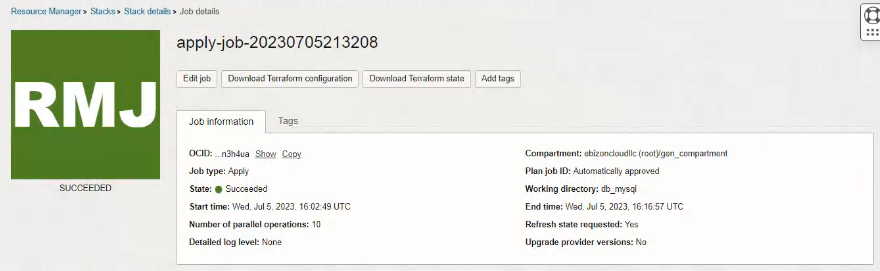 Resource Manager » Stacks » Stack details » Job details
RMJ
SUCCEEDED
apply-job-20230705213208
Edit job Download Terraform configuration Download Terraform state Add tags
Job information Tags
OCID: ...n3h4ua Show Copy
Job type: Apply
State: Succeeded
Start time: Wed, Jul 5, 2023, 16:02:49 UTC
Number of parallel operations: 10
Detailed log level: None
Compartment: ebizoncloudllc (root)/gen_compartment
Plan job ID: Automatically approved
Working directory: db_mysql
End time: Wed, Jul 5, 2023, 16:16:57 UTC
Refresh state requested: Yes
Upgrade provider versions: No